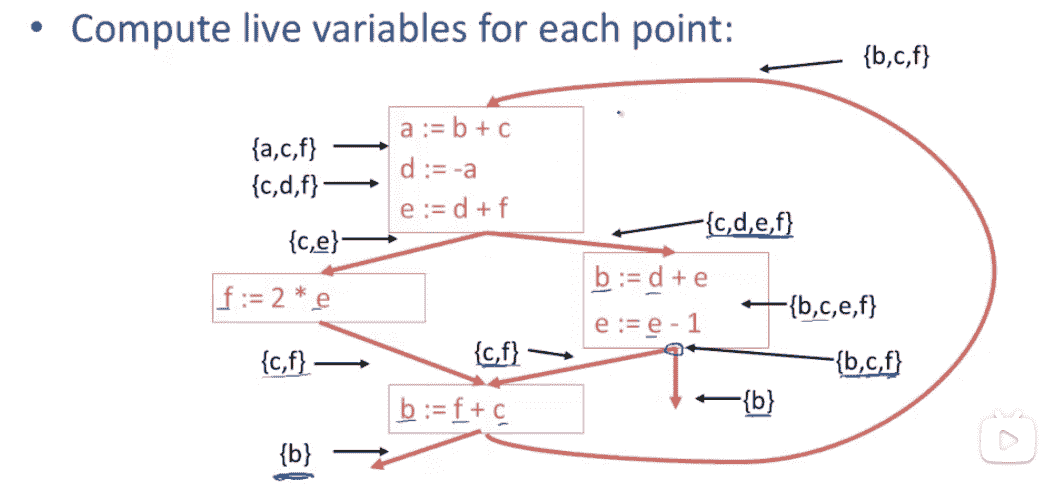 • Compute live variables for each point:
{b,c,f}
a := b + c
{a,c,f}
d := -a
{c,d,f}
e := d + f
{c,e}
{c,d,e,f}
f := 2 * e
b := d + e
{b,c,e,f}
e := e - 1
{c,f}
{c,f}
{b,c,f}
b := f + c
{b}
{b}